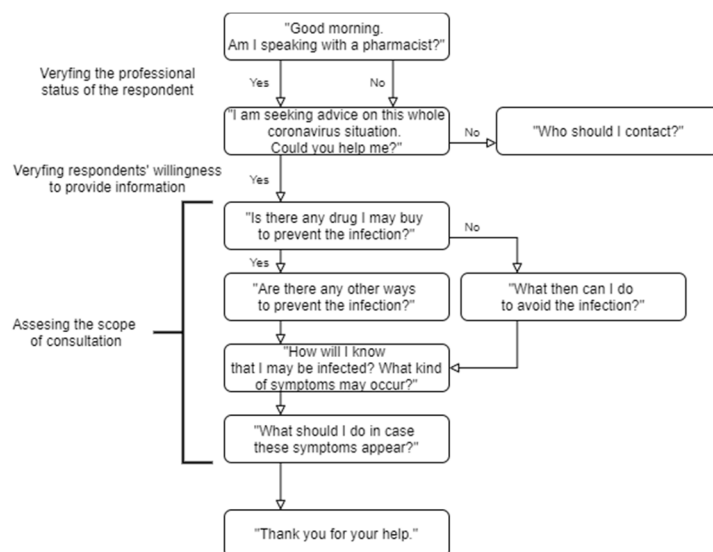 "Good morning.
Am I speaking with a pharmacist?"
Veryfing the professional
status of the respondent
Yes
No
"I am seeking advice on this whole
coronavirus situation.
Could you help me?"
No
"Who should I contact?"
Veryfing respondents' willingness
to provide information
Yes
"Is there any drug I may buy
to prevent the infection?"
No
Yes
"Are there any other ways
to prevent the infection?"
"What then can I do
to avoid the infection?"
Assesing the scope
of consultation
"How will I know
that I may be infected? What kind
of symptoms may occur?"
"What should I do in case
these symptoms appear?"
"Thank you for your help."